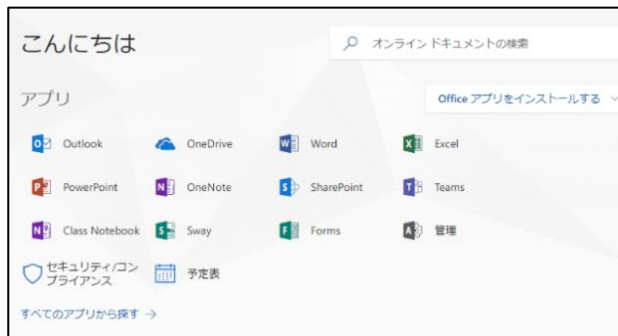 こんにちは
オンライン ドキュメントの検索
アプリ
Office アプリをインストールする
Outlook
OneDrive
Word
Excel
PowerPoint
OneNote
SharePoint
Teams
Class Notebook
Sway
Forms
管理
セキュリティ/コン
プライアンス
予定表
すべてのアプリから探す →